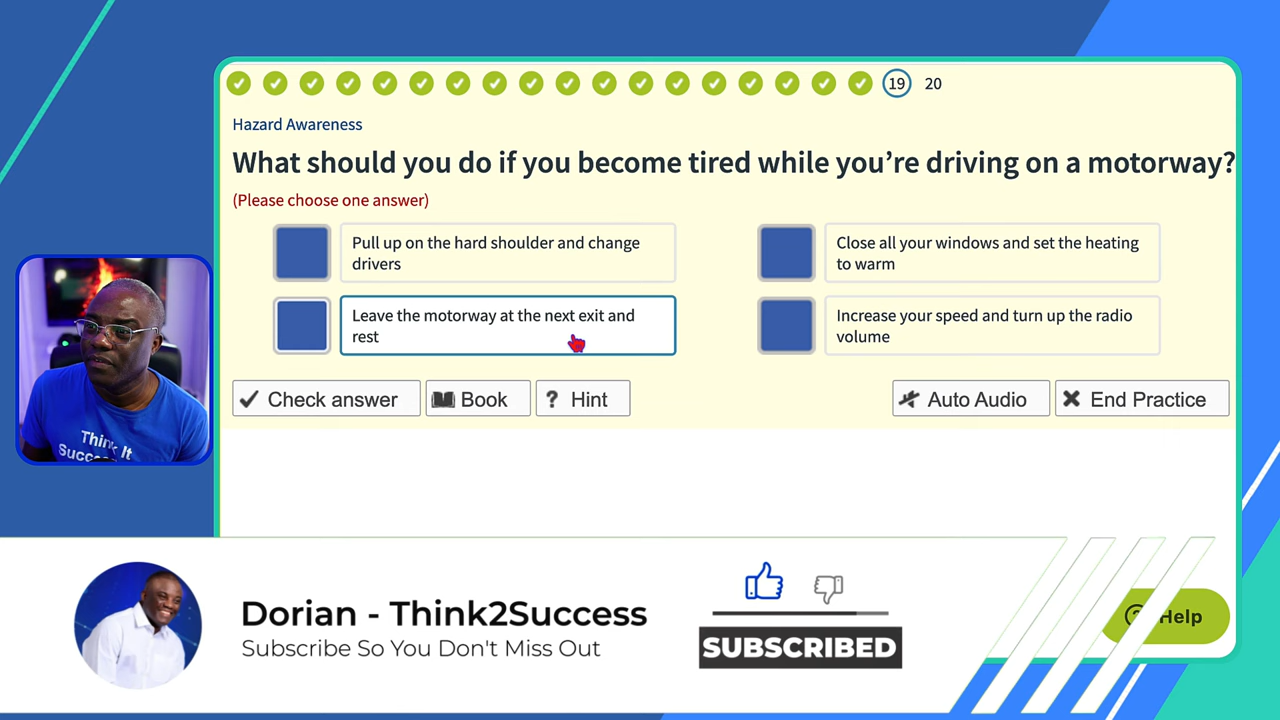 19 20
Hazard Awareness
What should you do if you become tired while you're driving on a motorway?
(Please choose one answer)
Pull up on the hard shoulder and change
drivers
Close all your windows and set the heating
to warm
Leave the motorway at the next exit and
rest
Increase your speed and turn up the radio
volume
Check answer
Book
? Hint
Auto Audio
End Practice
Think It
Dorian - Think2Success
Subscribe So You Don't Miss Out
SUBSCRIBED
Help